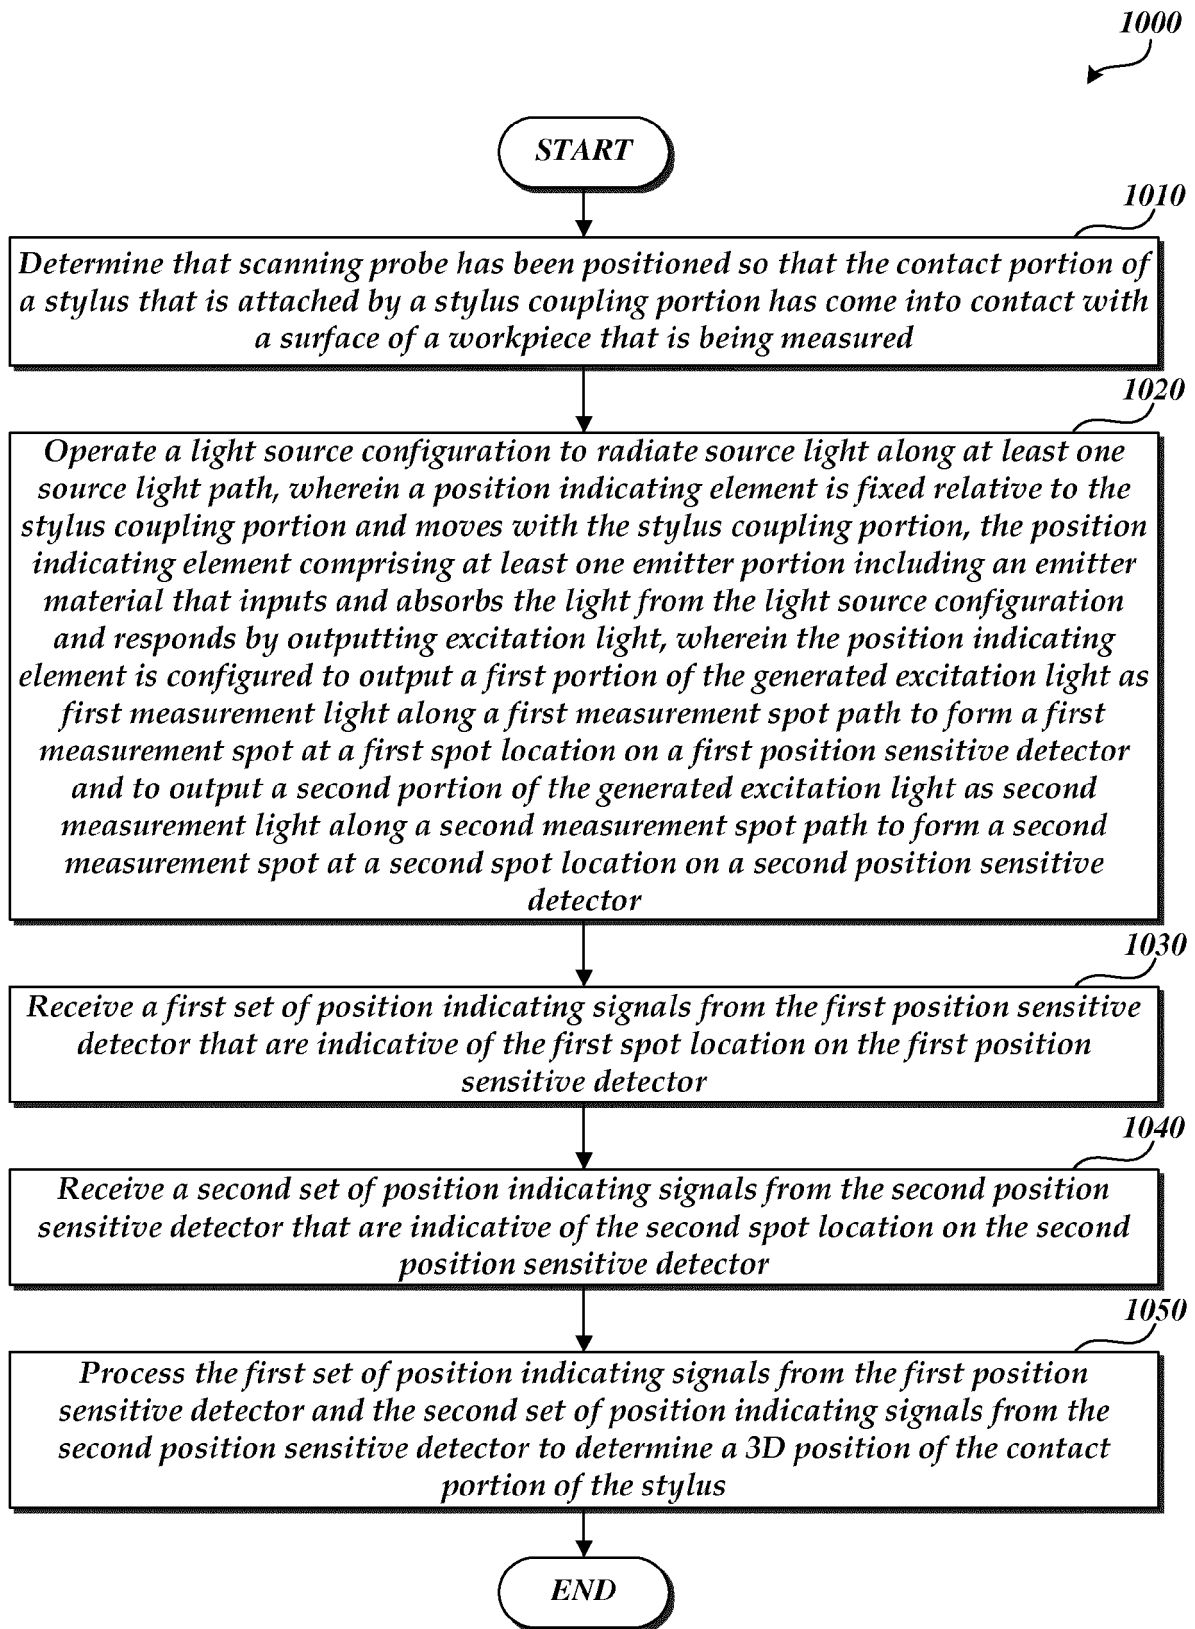 1000
START
1010
Determine that scanning probe has been positioned so that the contact portion of
a stylus that is attached by a stylus coupling portion has come into contact with
a surface of a workpiece that is being measured
1020
Operate a light source configuration to radiate source light along at least one
source light path, wherein a position indicating element is fixed relative to the
stylus coupling portion and moves with the stylus coupling portion, the position
indicating element comprising at least one emitter portion including an emitter
material that inputs and absorbs the light from the light source configuration
and responds by outputting excitation light, wherein the position indicating
element is configured to output a first portion of the generated excitation light as
first measurement light along a first measurement spot path to form a first
measurement spot at a first spot location on a first position sensitive detector
and to output a second portion of the generated excitation light as second
measurement light along a second measurement spot path to form a second
measurement spot at a second spot location on a second position sensitive
detector
1030
Receive a first set of position indicating signals from the first position sensitive
detector that are indicative of the first spot location on the first position
sensitive detector
1040
Receive a second set of position indicating signals from the second position
sensitive detector that are indicative of the second spot location on the second
position sensitive detector
1050
Process the first set of position indicating signals from the first position
sensitive detector and the second set of position indicating signals from the
second position sensitive detector to determine a 3D position of the contact
portion of the stylus
END